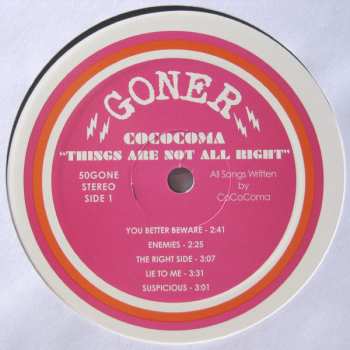 GONER
COCOCOMA
"THINGS ARE NOT ALL RIGHT"
50GONE
STEREO
SIDE 1
All Songs Written
by
CoCoComa
YOU BETTER BEWARE - 2:41
ENEMIES - 2:25
THE RIGHT SIDE - 3:07
LIE TO ME - 3:31
SUSPICIOUS - 3:01